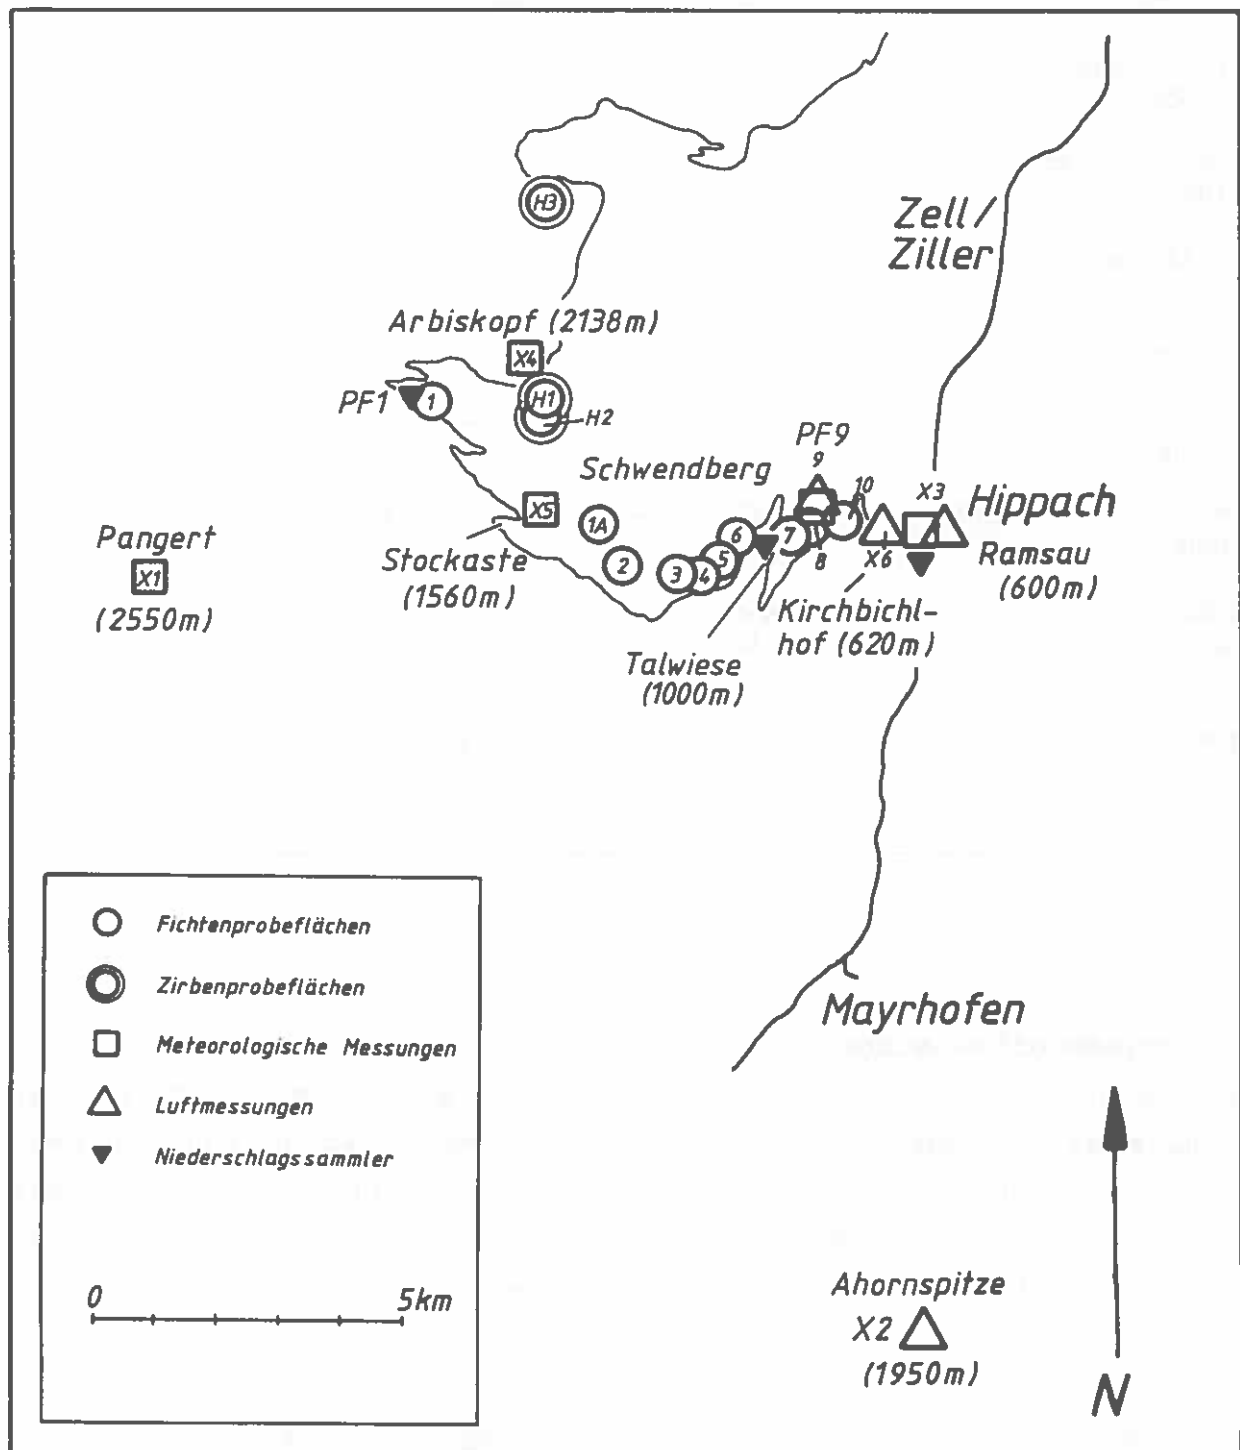 H3
Zell/
Ziller
Arbiskopf (2138m)
X4
PF1
1
H1
H2
PF9
9
Schwendberg
10
X3
Hippach
X5
1A
6
7
8
X6
Ramsau
(600m)
Pangert
X1
(2550m)
Stockaste
(1560m)
2
3
4
5
Kirchbichl-
hof (620m)
Talwiese
(1000m)
Mayrhofen
Fichtenprobeflächen
Zirbenprobeflächen
Meteorologische Messungen
Luftmessungen
Niederschlagssammler
0 5km
Ahornspitze
X2
(1950m)
N